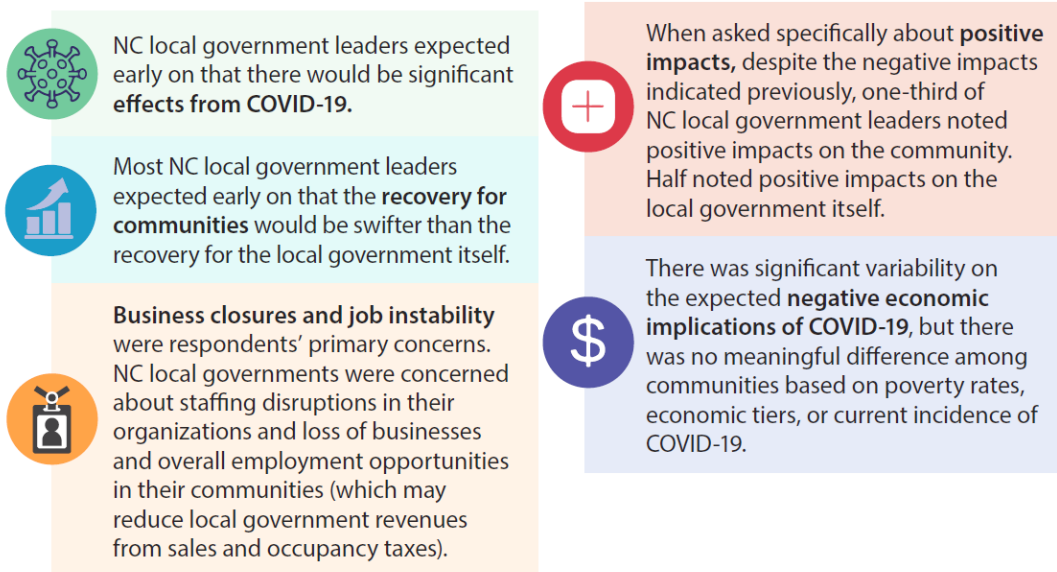 NC local government leaders expected
early on that there would be significant
effects from COVID-19.
Most NC local government leaders
expected early on that the recovery for
communities would be swifter than the
recovery for the local government itself.
Business closures and job instability
were respondents’ primary concerns.
NC local governments were concerned
about staffing disruptions in their
organizations and loss of businesses
and overall employment opportunities
in their communities (which may
reduce local government revenues
from sales and occupancy taxes).
When asked specifically about positive
impacts, despite the negative impacts
indicated previously, one-third of
NC local government leaders noted
positive impacts on the community.
Half noted positive impacts on the
local government itself.
$
There was significant variability on
the expected negative economic
implications of COVID-19, but there
was no meaningful difference among
communities based on poverty rates,
economic tiers, or current incidence of
COVID-19.